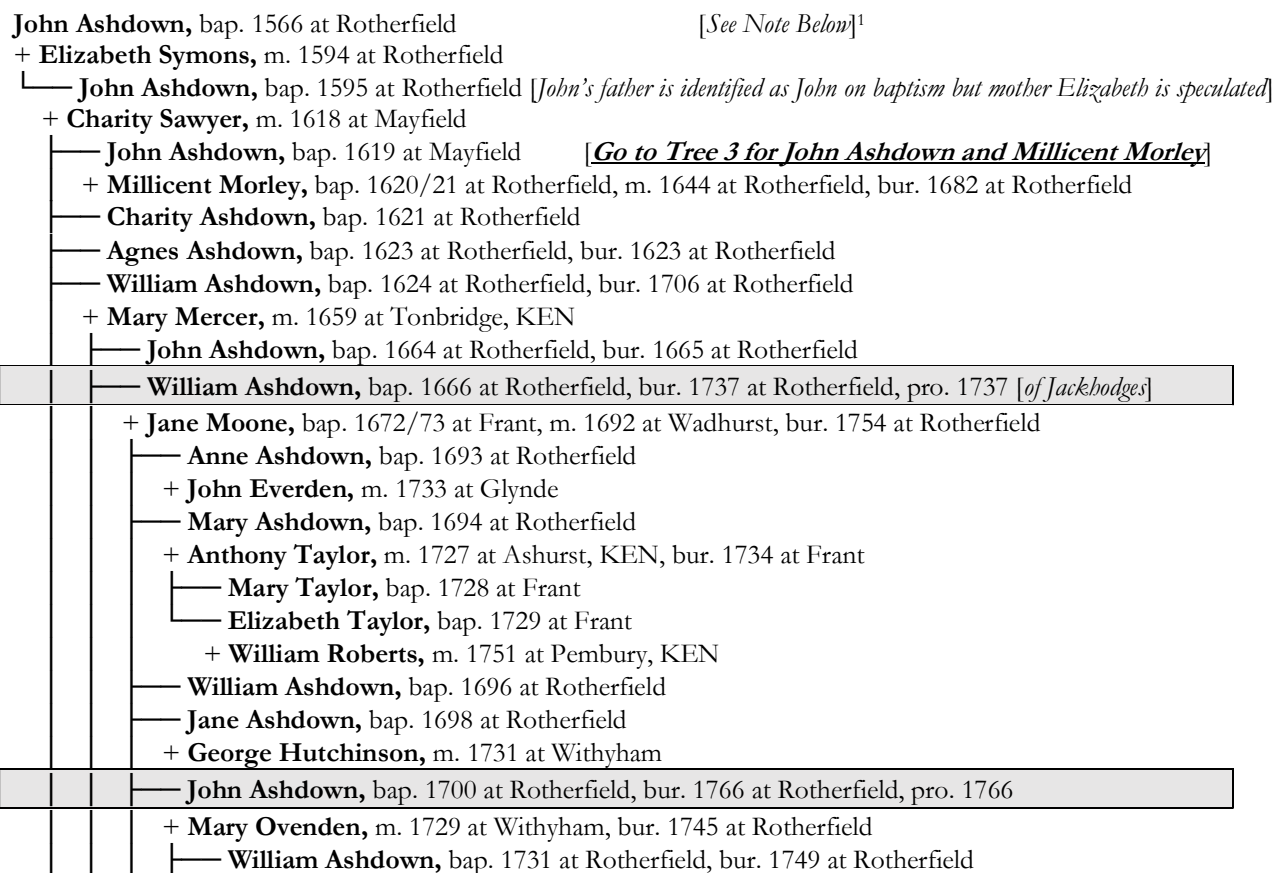 John Ashdown, bap. 1566 at Rotherfield [See Note Below]¹
+ Elizabeth Symons, m. 1594 at Rotherfield
John Ashdown, bap. 1595 at Rotherfield [John's father is identified as John on baptism but mother Elizabeth is speculated]
+ Charity Sawyer, m. 1618 at Mayfield
John Ashdown, bap. 1619 at Mayfield [Go to Tree 3 for John Ashdown and Millicent Morley]
+ Millicent Morley, bap. 1620/21 at Rotherfield, m. 1644 at Rotherfield, bur. 1682 at Rotherfield
Charity Ashdown, bap. 1621 at Rotherfield
Agnes Ashdown, bap. 1623 at Rotherfield, bur. 1623 at Rotherfield
William Ashdown, bap. 1624 at Rotherfield, bur. 1706 at Rotherfield
+ Mary Mercer, m. 1659 at Tonbridge, KEN
John Ashdown, bap. 1664 at Rotherfield, bur. 1665 at Rotherfield
William Ashdown, bap. 1666 at Rotherfield, bur. 1737 at Rotherfield, pro. 1737 [of Jackhodges]
+ Jane Moone, bap. 1672/73 at Frant, m. 1692 at Wadhurst, bur. 1754 at Rotherfield
Anne Ashdown, bap. 1693 at Rotherfield
+ John Everden, m. 1733 at Glynde
Mary Ashdown, bap. 1694 at Rotherfield
+ Anthony Taylor, m. 1727 at Ashurst, KEN, bur. 1734 at Frant
Mary Taylor, bap. 1728 at Frant
Elizabeth Taylor, bap. 1729 at Frant
+ William Roberts, m. 1751 at Pembury, KEN
William Ashdown, bap. 1696 at Rotherfield
Jane Ashdown, bap. 1698 at Rotherfield
+ George Hutchinson, m. 1731 at Withyham
John Ashdown, bap. 1700 at Rotherfield, bur. 1766 at Rotherfield, pro. 1766
+ Mary Ovenden, m. 1729 at Withyham, bur. 1745 at Rotherfield
William Ashdown, bap. 1731 at Rotherfield, bur. 1749 at Rotherfield